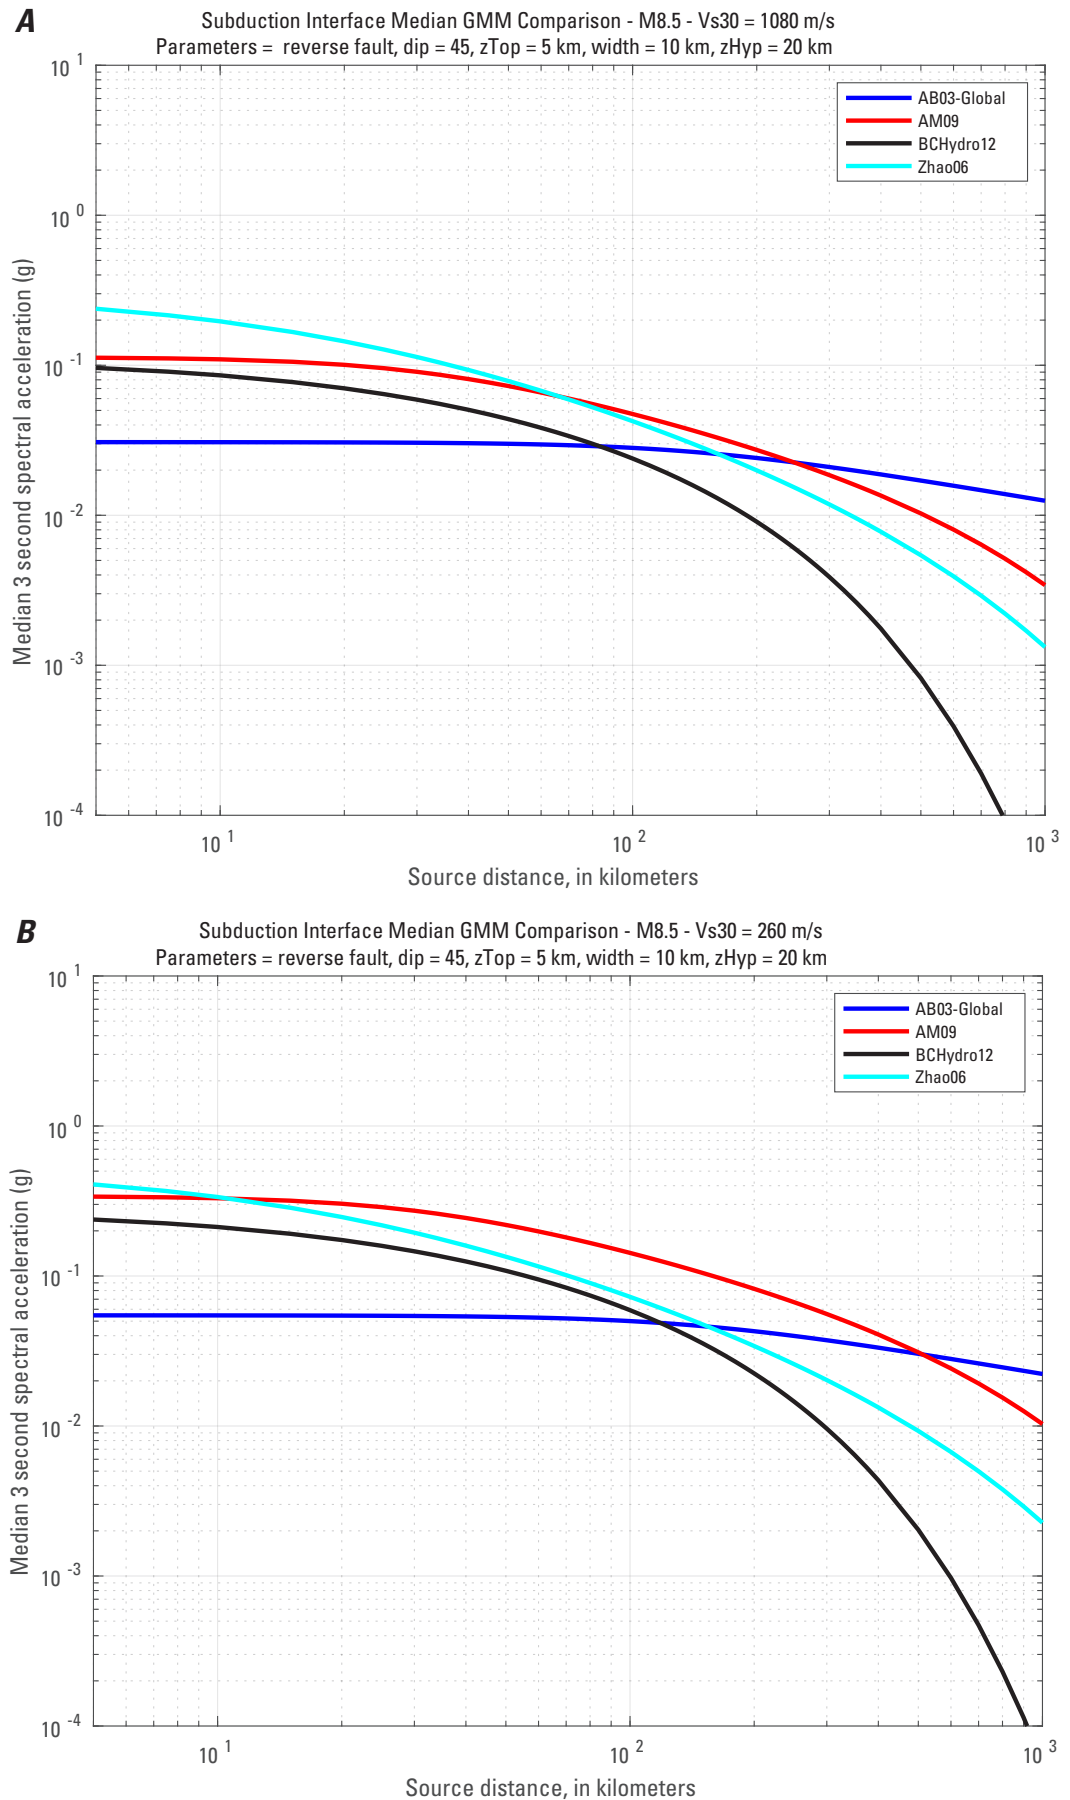 A
Subduction Interface Median GMM Comparison - M8.5 - Vs30 = 1080 m/s
Parameters = reverse fault, dip = 45, zTop = 5 km, width = 10 km, zHyp = 20 km
AB03-Global
AM09
BCHydro12
Zhao06
Median 3 second spectral acceleration (g)
10 1
10 0
10 -1
10 -2
10 -3
10 -4
10 1
10 2
10 3
Source distance, in kilometers
B
Subduction Interface Median GMM Comparison - M8.5 - Vs30 = 260 m/s
Parameters = reverse fault, dip = 45, zTop = 5 km, width = 10 km, zHyp = 20 km
AB03-Global
AM09
BCHydro12
Zhao06
Median 3 second spectral acceleration (g)
10 1
10 0
10 -1
10 -2
10 -3
10 -4
10 1
10 2
10 3
Source distance, in kilometers